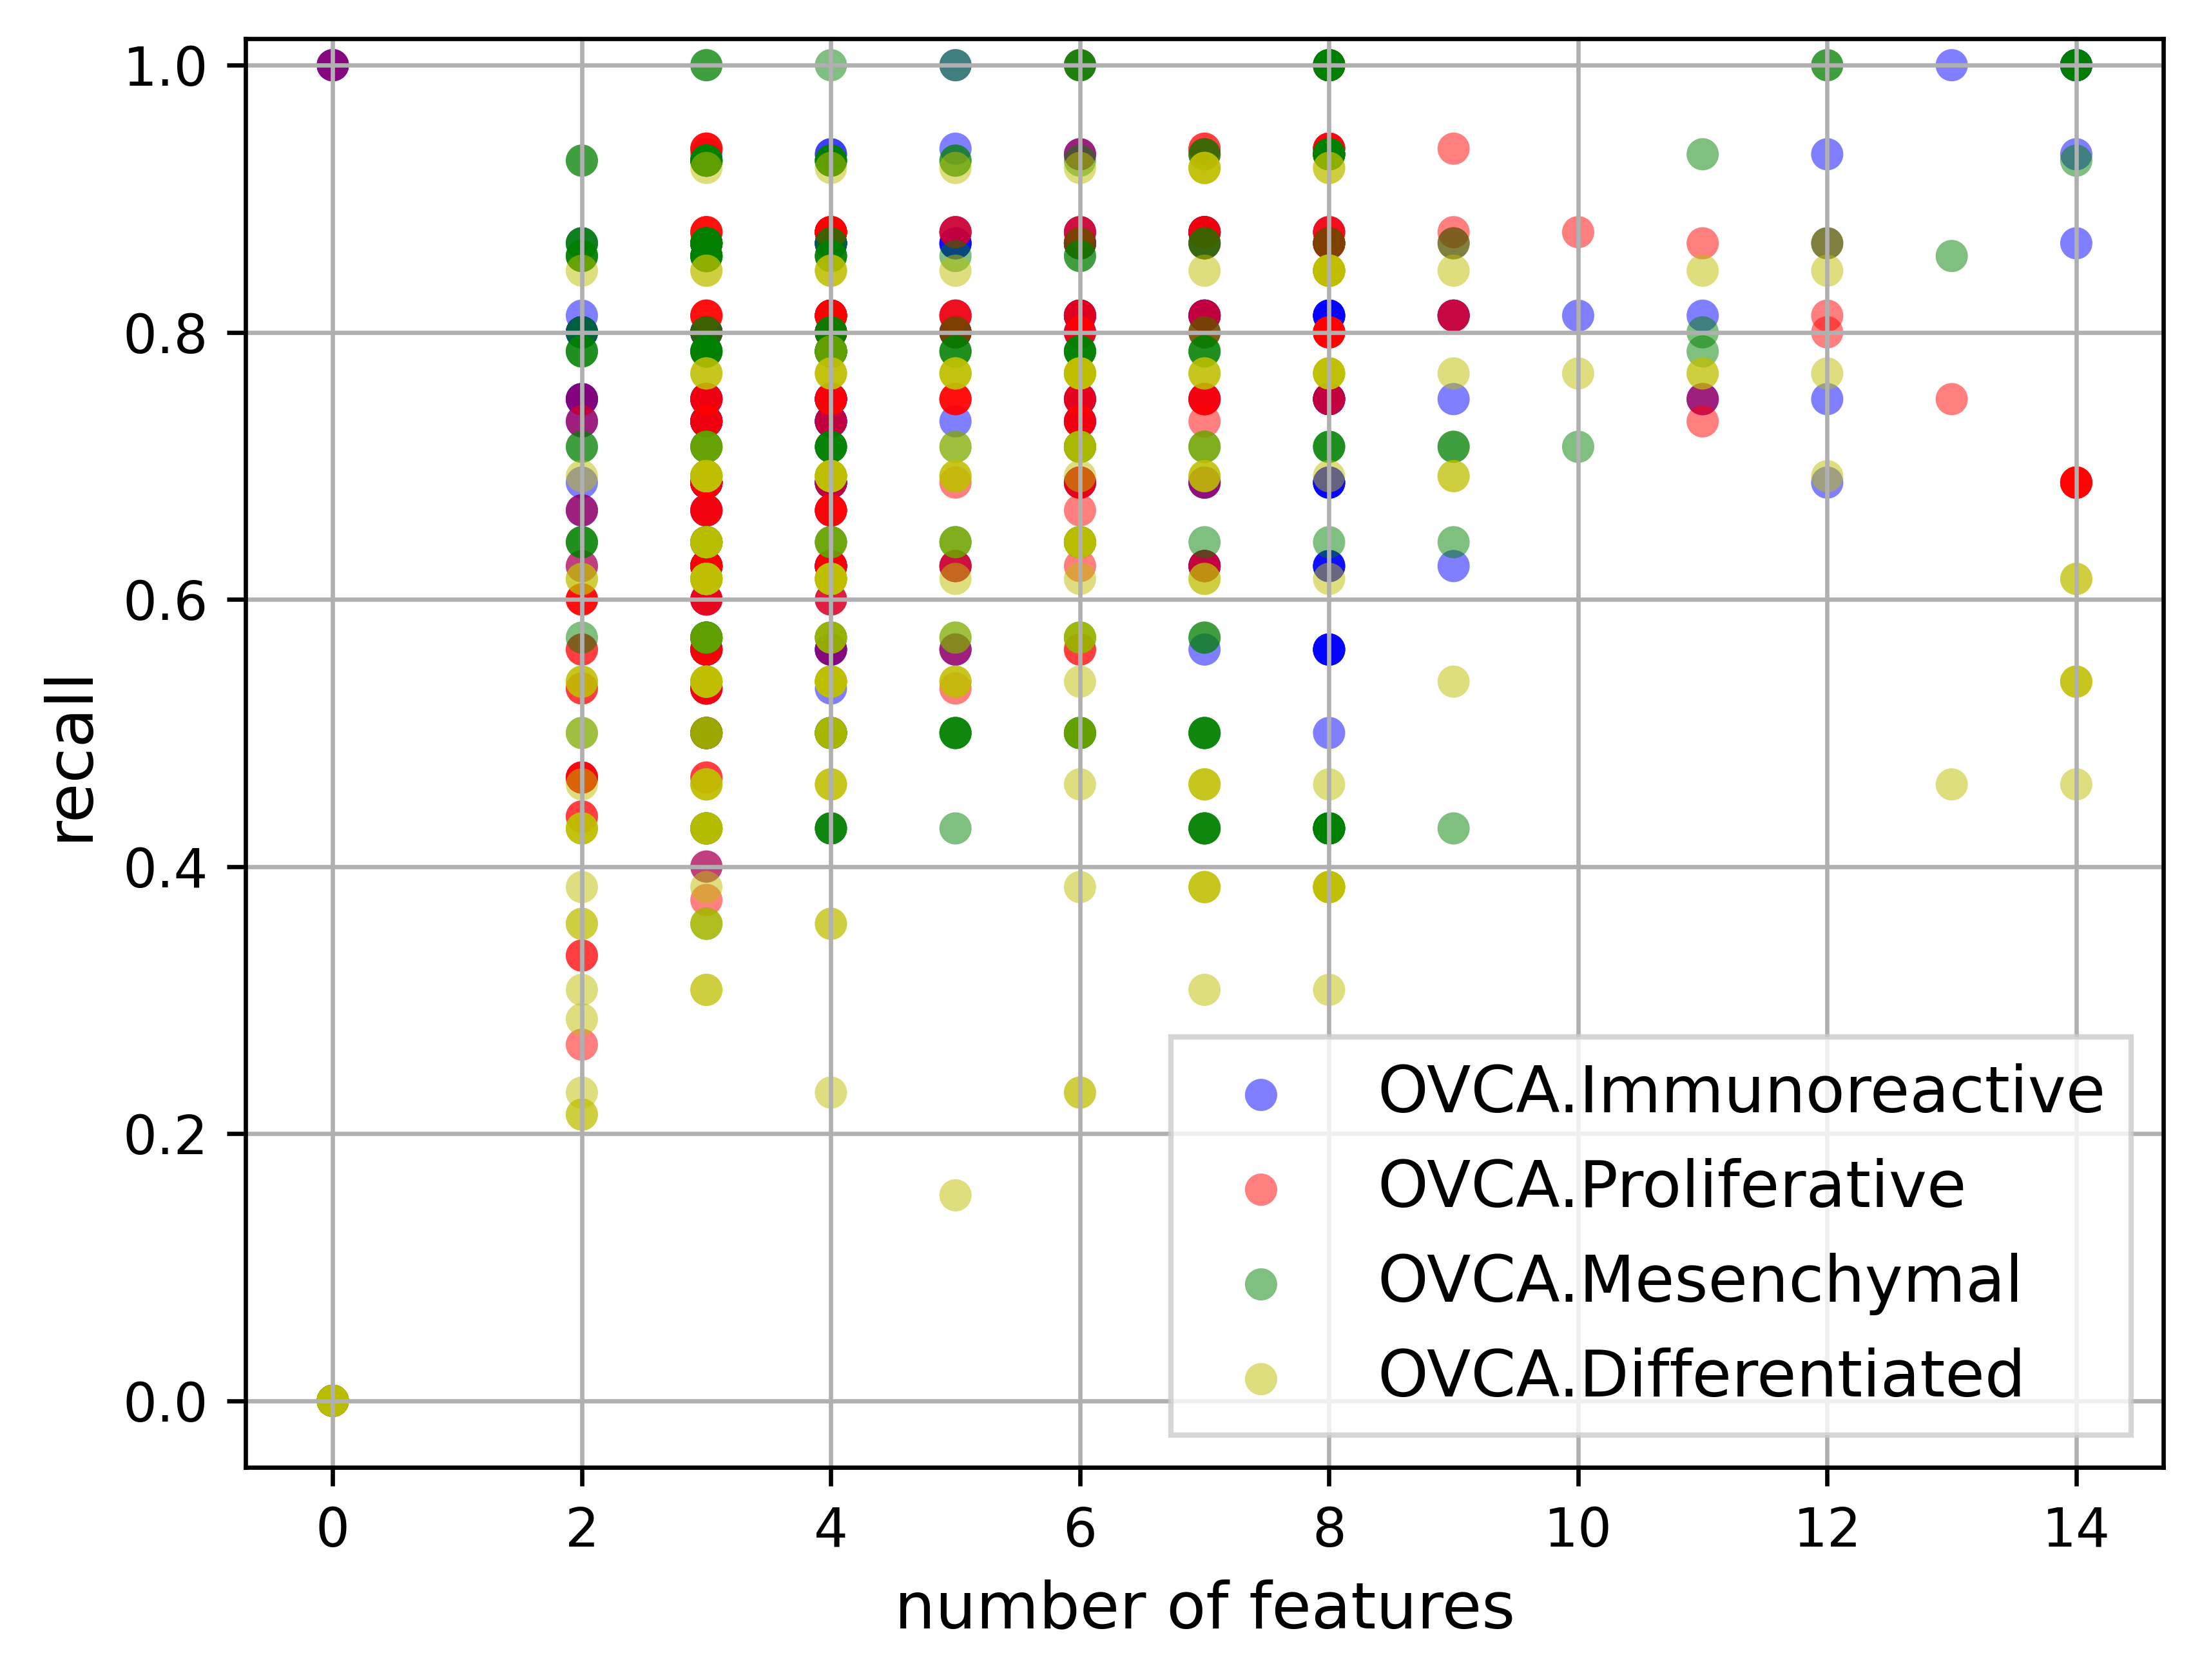 1.0
0.8
0.6
0.4
0.2
0.0
recall
OVCA.Immunoreactive
OVCA.Proliferative
OVCA.Mesenchymal
OVCA.Differentiated
0 2 4 6 8 10 12 14
number of features